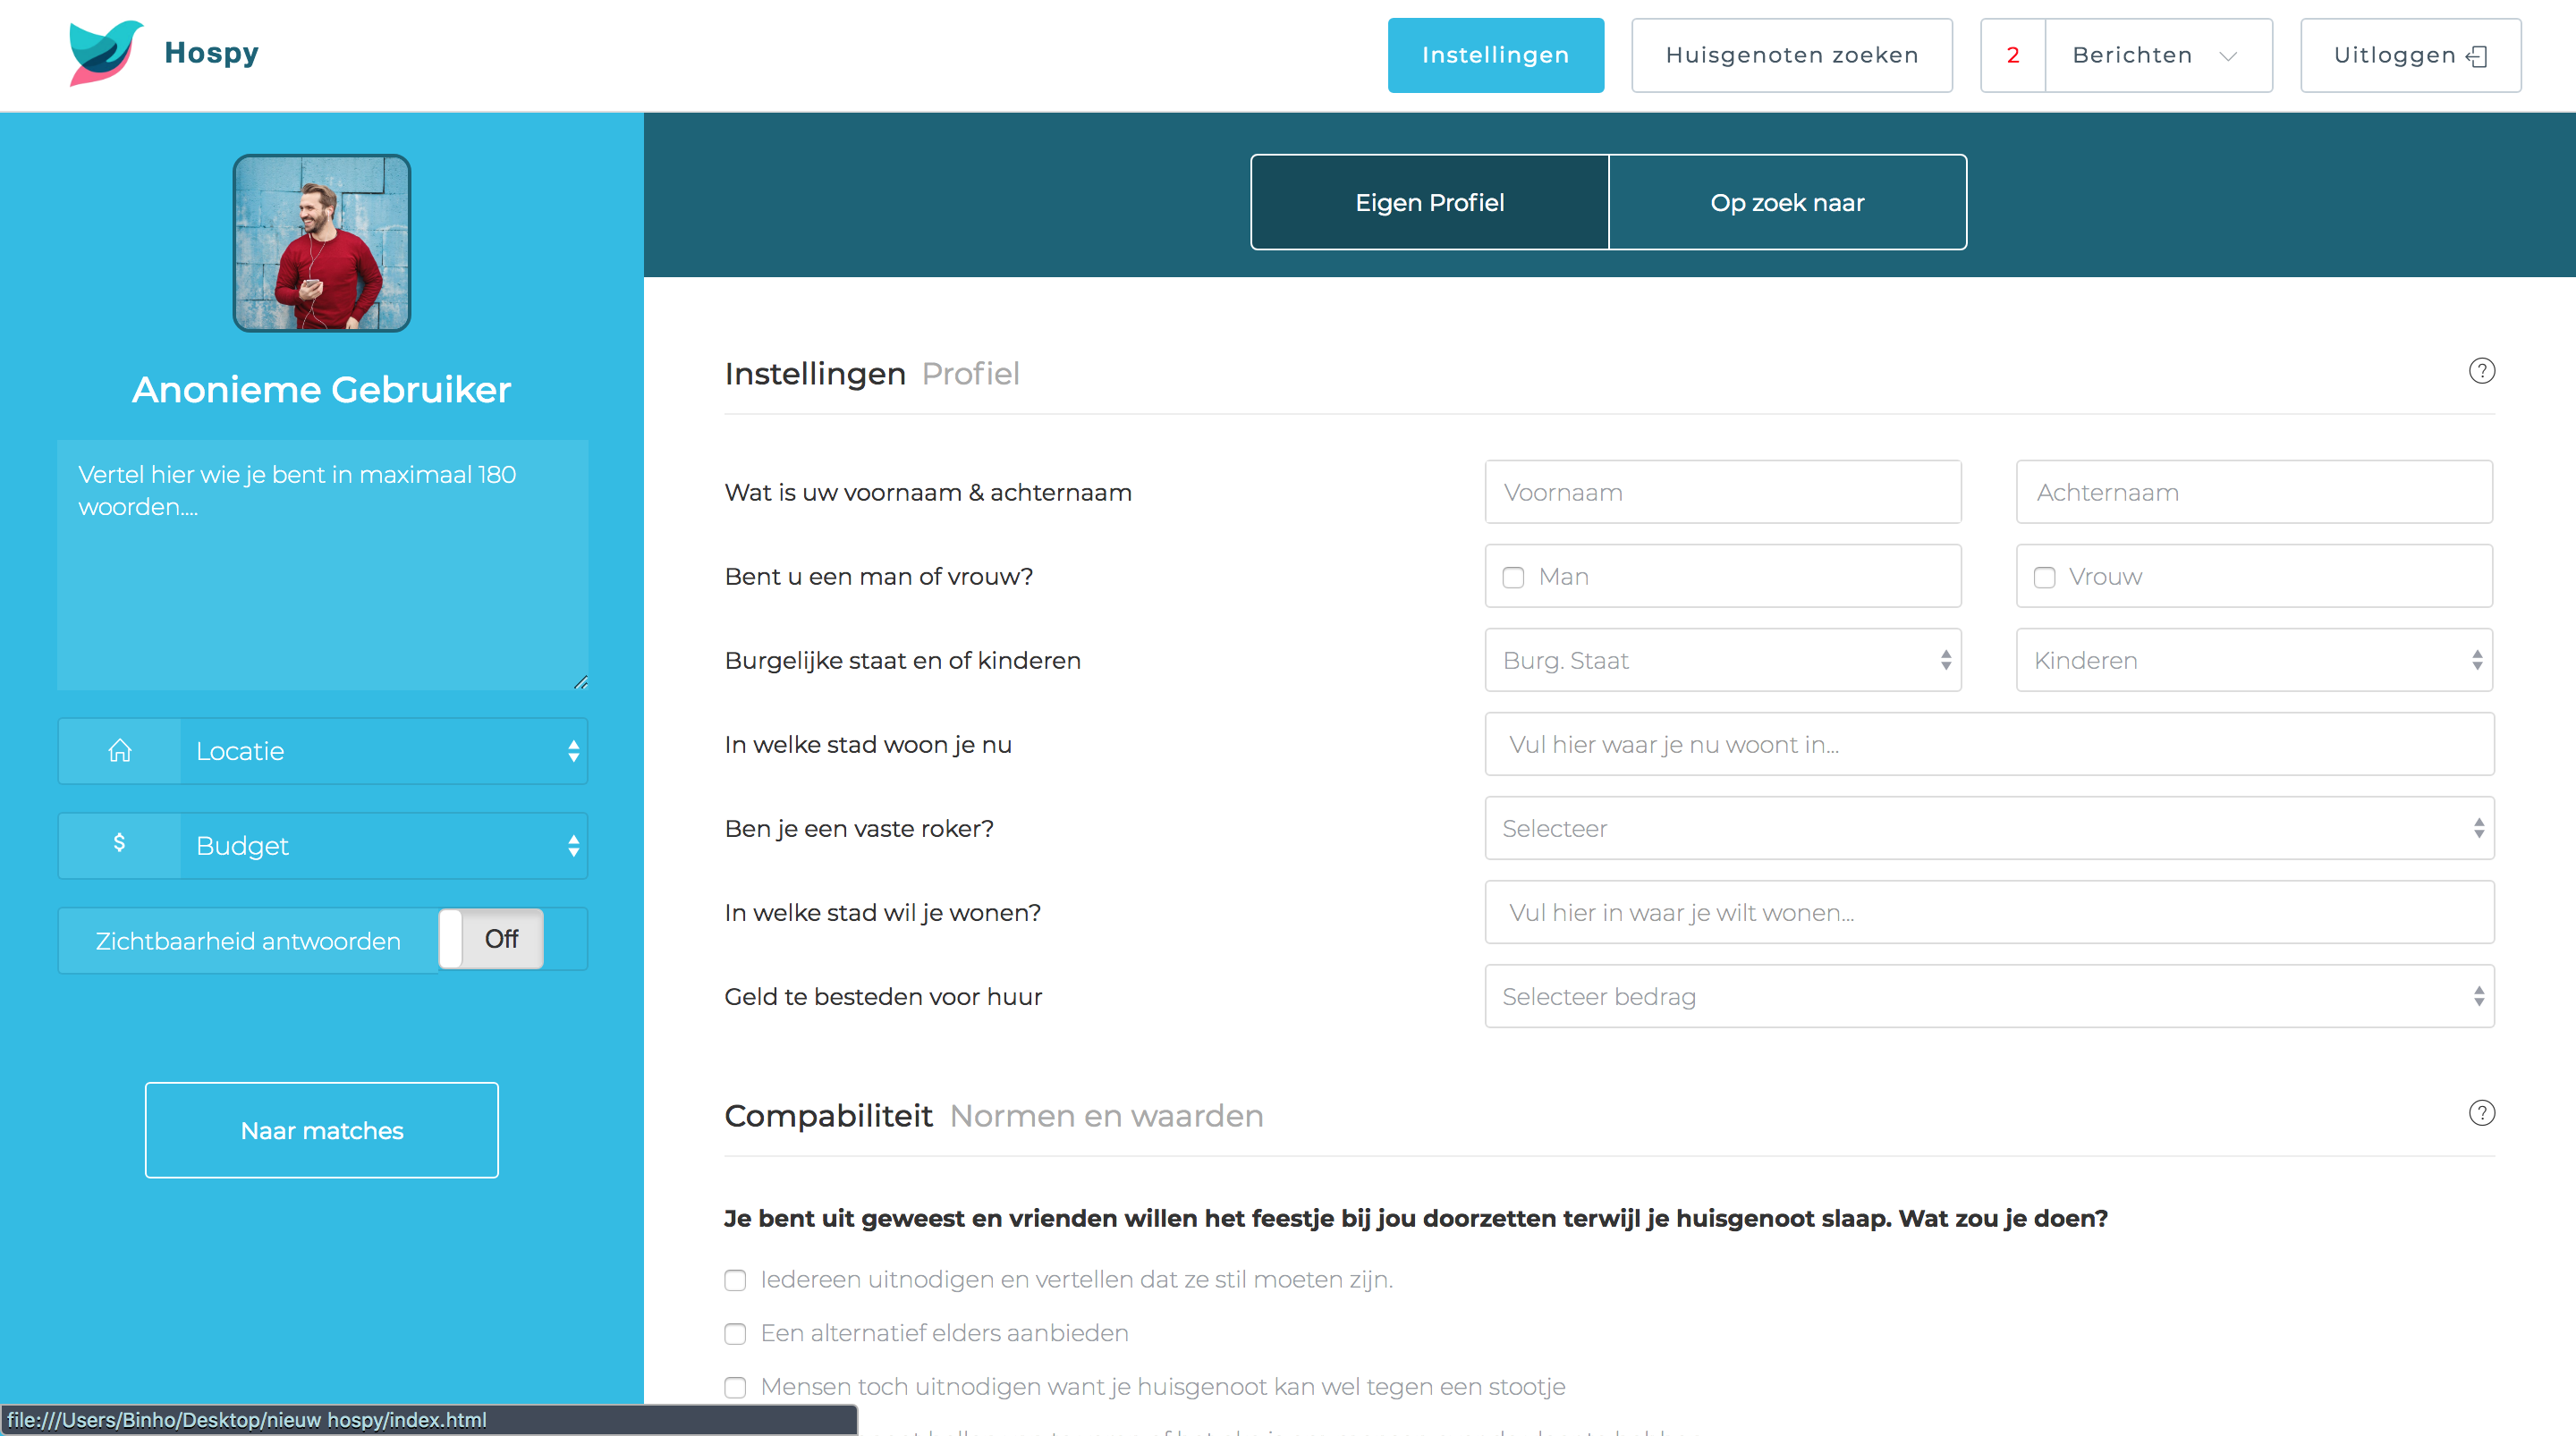 Hospy
Instellingen
Huisgenoten zoeken
2 Berichten
Uitloggen
Anonieme Gebruiker
Vertel hier wie je bent in maximaal 180
woorden....
Locatie
$ Budget
Zichtbaarheid antwoorden Off
Naar matches
Eigen Profiel
Op zoek naar
Instellingen Profiel ?
Wat is uw voornaam & achternaam Voornaam Achternaam
Bent u een man of vrouw? Man Vrouw
Burgelijke staat en of kinderen Burg. Staat Kinderen
In welke stad woon je nu Vul hier waar je nu woont in...
Ben je een vaste roker? Selecteer
In welke stad wil je wonen? Vul hier in waar je wilt wonen...
Geld te besteden voor huur Selecteer bedrag
Compabiliteit Normen en waarden ?
Je bent uit geweest en vrienden willen het feestje bij jou doorzetten terwijl je huisgenoot slaap. Wat zou je doen?
Iedereen uitnodigen en vertellen dat ze stil moeten zijn.
Een alternatief elders aanbieden
Mensen toch uitnodigen want je huisgenoot kan wel tegen een stootje
file:///Users/Binho/Desktop/nieuw hospy/index.html